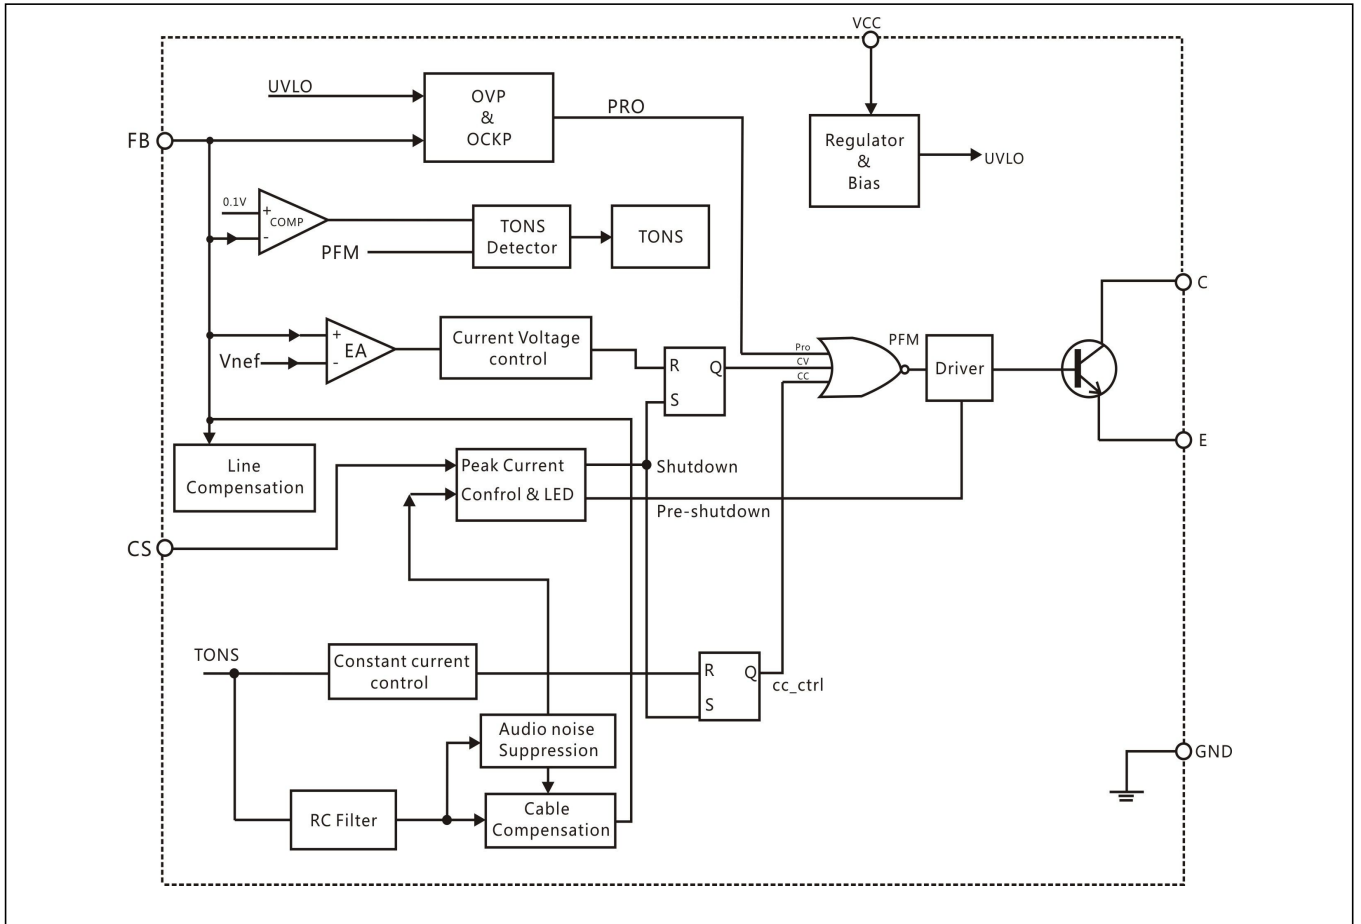 VCC
UVLO
OVP
&
OCKP
PRO
FB
Regulator
&
Bias
UVLO
0.1V
+
COMP
-
PFM
TONS
Detector
TONS
C
+
EA
-
Vnef
Current Voltage
control
R
Q
S
Pro
CV
CC
PFM
Driver
E
Line
Compensation
Peak Current
Confrol & LED
Shutdown
Pre-shutdown
CS
TONS
Constant current
control
R
Q
S
cc_ctrl
Audio noise
Suppression
GND
RC Filter
Cable
Compensation